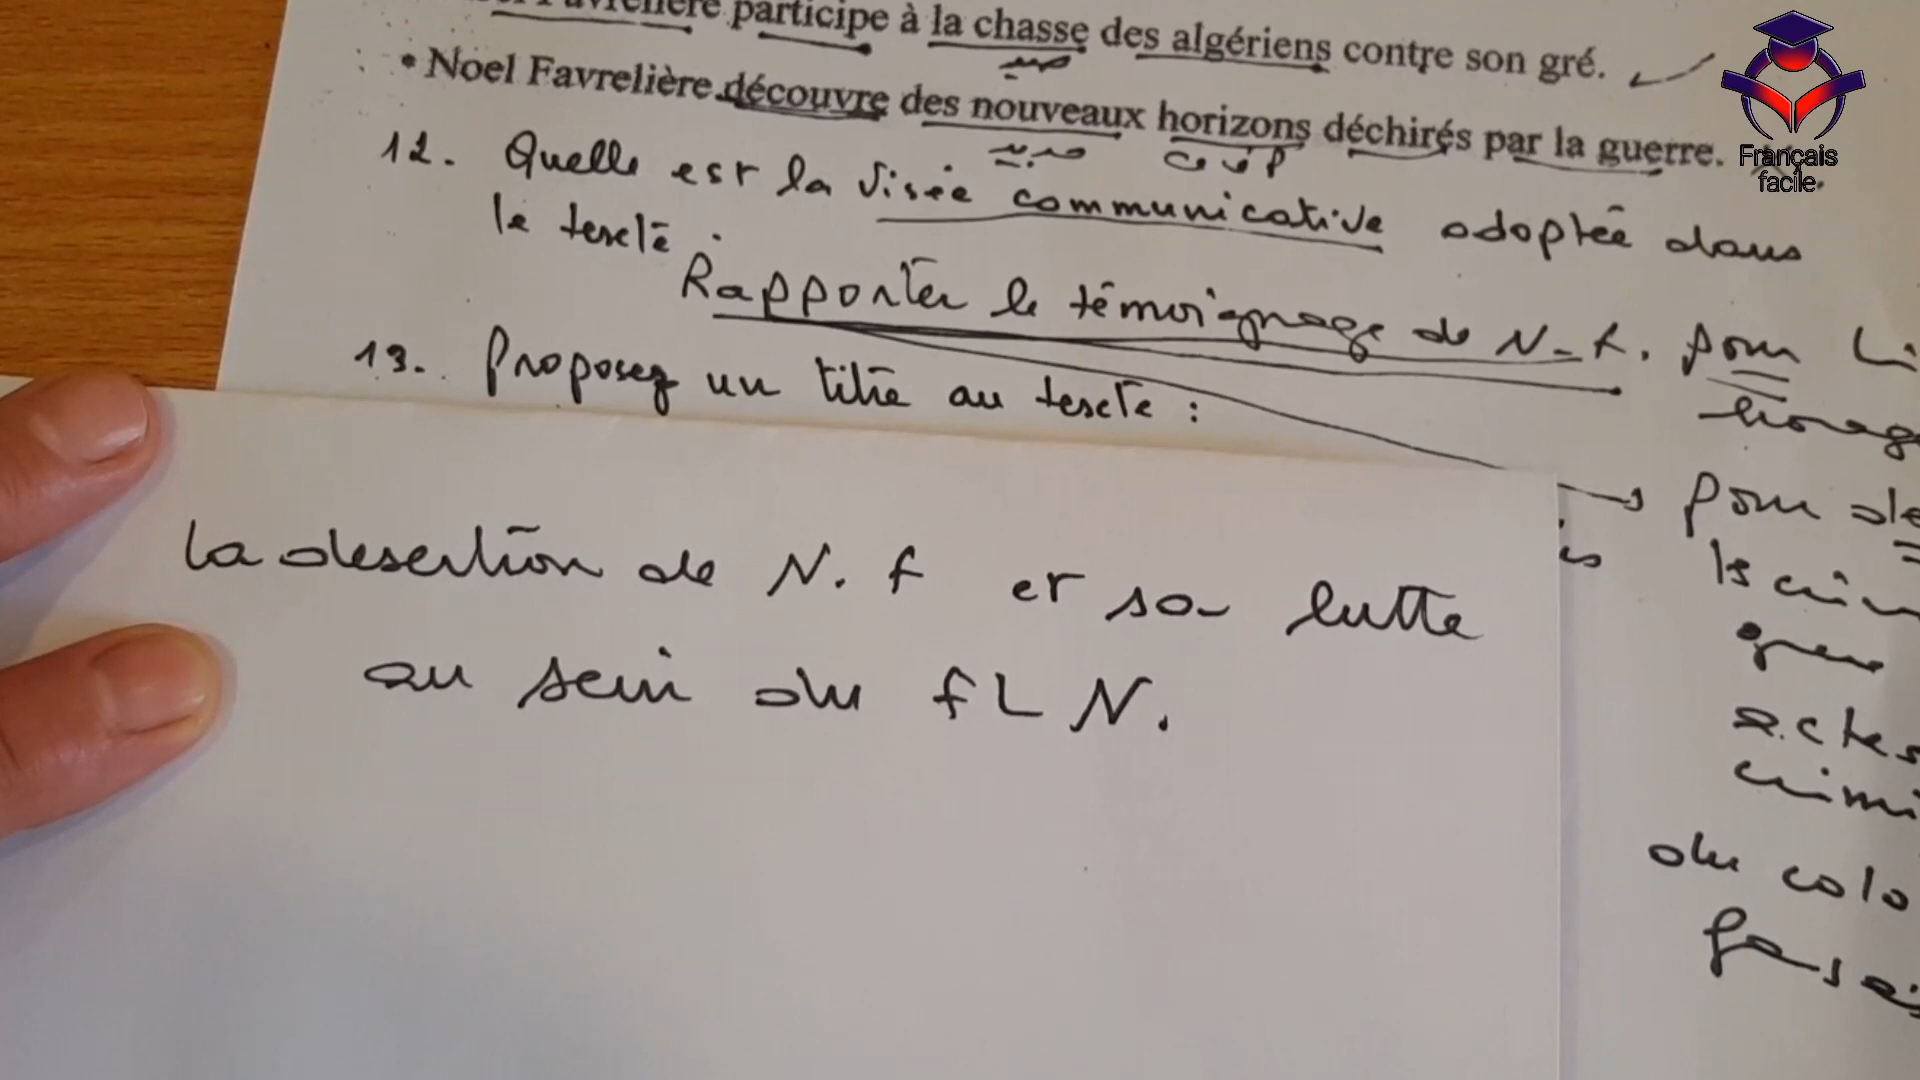 Favrelière participe à la chasse des algériens contre son gré.
• Noel Favrelière découvre des nouveaux horizons déchirés par la guerre.
12. Quelle est la visée communicative adoptée dans
le texte
Rapporter le témoignage de N-F. pour
13. Proposez un titre au texte :
la desertion de N. F et sa lutte
au sein du FLN.
pour
actes
du colo
Français
facile